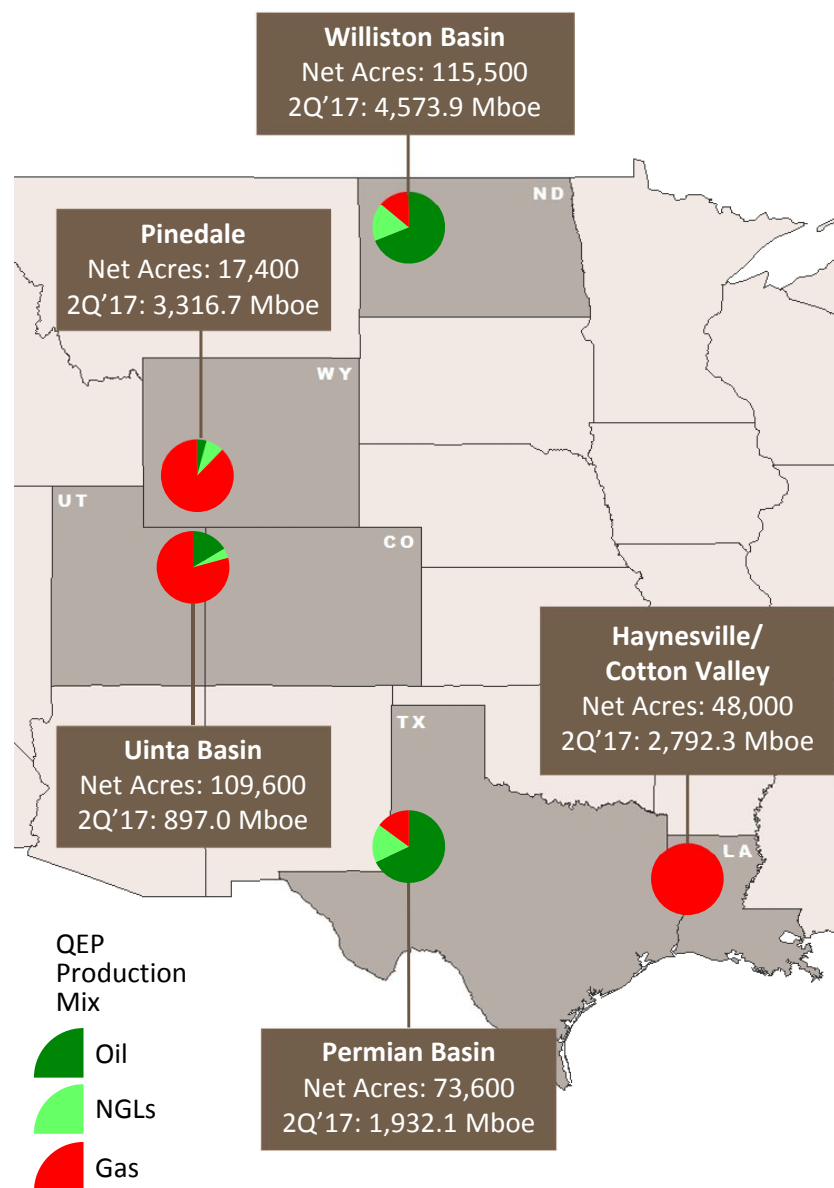 Williston Basin
Net Acres: 115,500
2Q’17: 4,573.9 Mboe
ND
Pinedale
Net Acres: 17,400
2Q’17: 3,316.7 Mboe
WY
UT
CO
Haynesville/
Cotton Valley
Net Acres: 48,000
2Q’17: 2,792.3 Mboe
TX
Uinta Basin
Net Acres: 109,600
2Q’17: 897.0 Mboe
LA
QEP
Production
Mix
Oil
NGLs
Gas
Permian Basin
Net Acres: 73,600
2Q’17: 1,932.1 Mboe